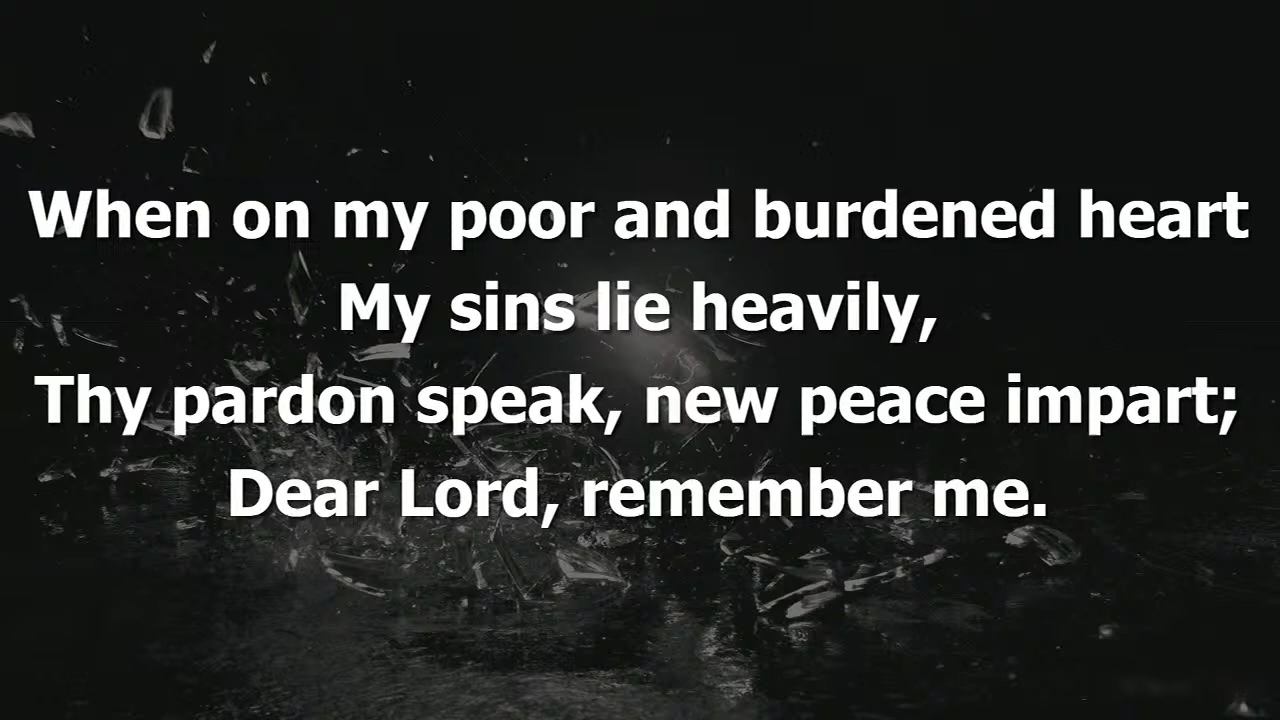 When on my poor and burdened heart
My sins lie heavily,
Thy pardon speak, new peace impart;
Dear Lord, remember me.